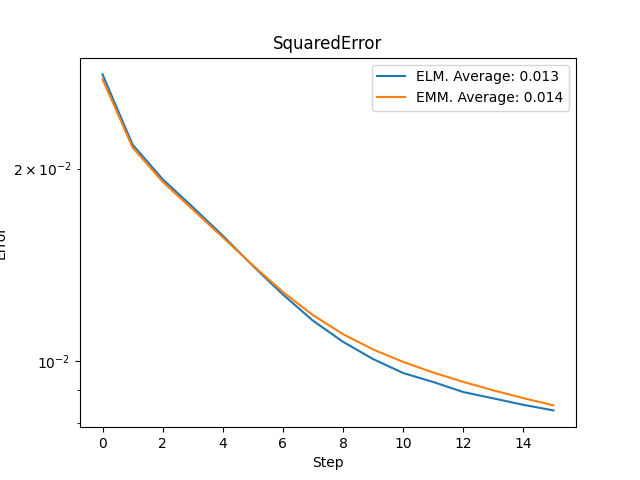 SquaredError
ELM. Average: 0.013
EMM. Average: 0.014
2 × 10⁻²
10⁻²
Error
0 2 4 6 8 10 12 14
Step